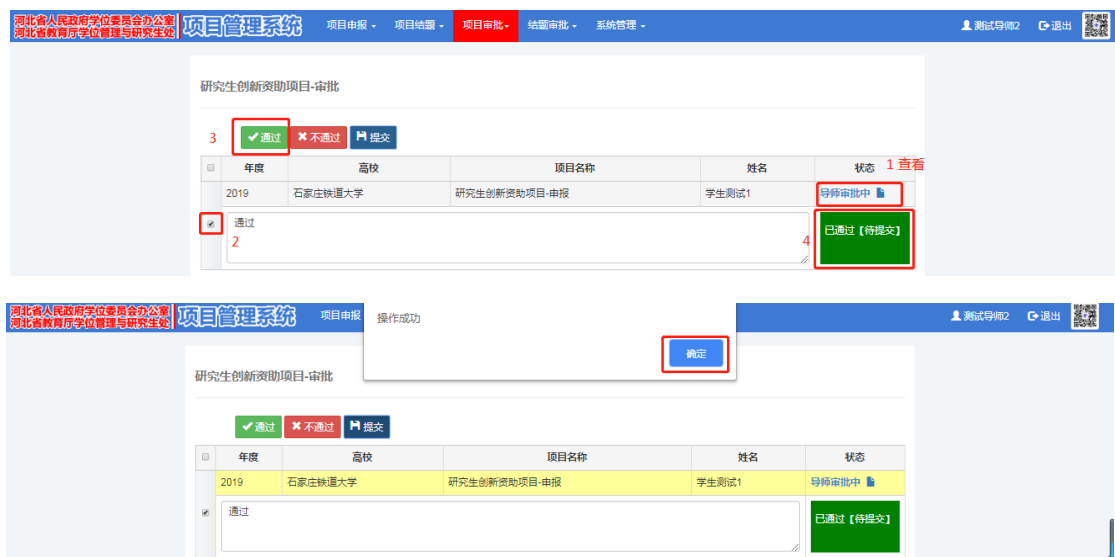 河北省人民政府学位委员会办公室
河北省教育厅学位管理与研究生处
项目管理系统 项目申报 项目结题 项目审批 结题审批 系统管理 测试导师2 退出
研究生创新资助项目-审批
3 通过 不通过 提交
年度 高校 项目名称 姓名 状态 1 查看
2019 石家庄铁道大学 研究生创新资助项目-申报 学生测试1 导师审批中
通过 已通过【待提交】
2 4
河北省人民政府学位委员会办公室
河北省教育厅学位管理与研究生处
项目管理系统 项目申报 操作成功 测试导师2 退出
确定
研究生创新资助项目-审批
通过 不通过 提交
年度 高校 项目名称 姓名 状态
2019 石家庄铁道大学 研究生创新资助项目-申报 学生测试1 导师审批中
通过 已通过【待提交】